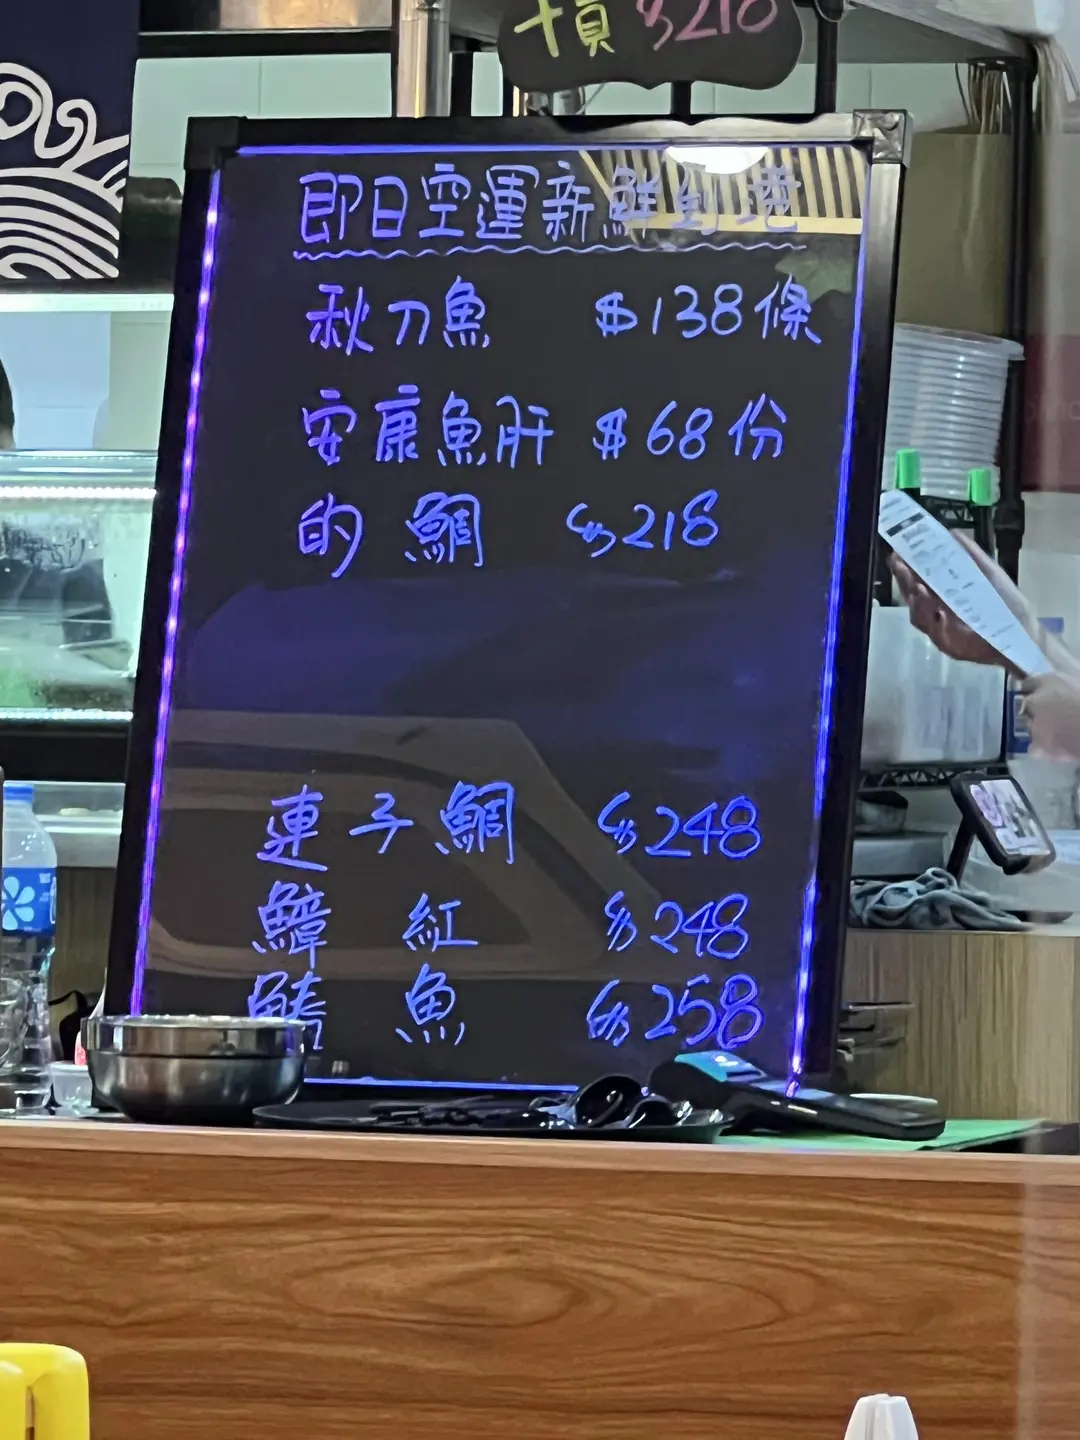 即日空運新鮮到港
秋刀魚 $138條
安康魚肝 $68份
的鯛 $218
連子鯛 $248
鱆紅 $248
魚 $258